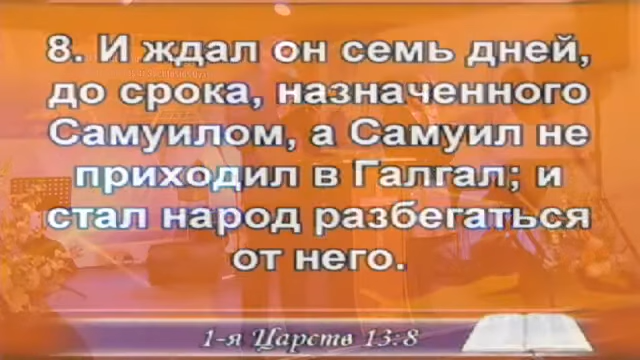 8. И ждал он семь дней,
до срока, назначенного
Самуилом, а Самуил не
приходил в Галгал; и
стал народ разбегаться
от него.
1-я Царств 13:8